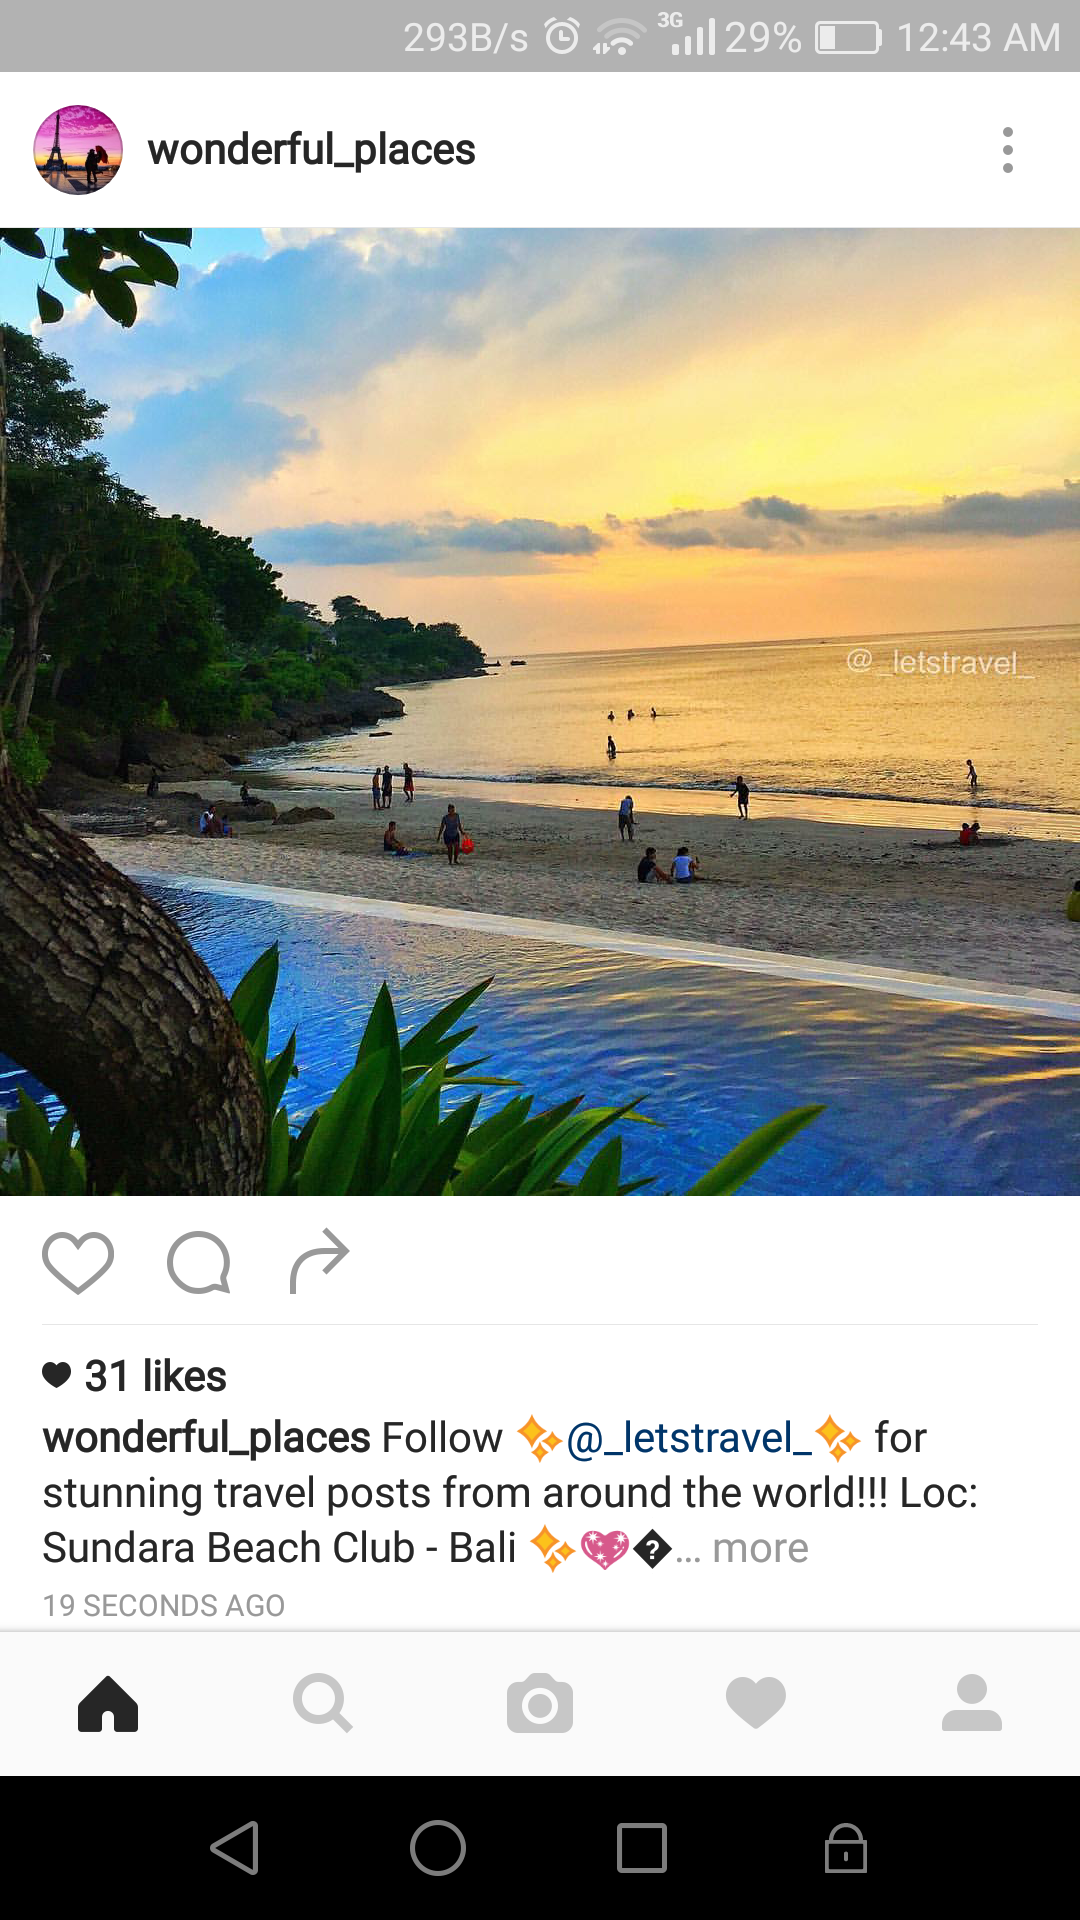 293B/s 3G 29% 12:43 AM
wonderful_places
@_letstravel_
31 likes
wonderful_places Follow ✨@_letstravel_✨ for
stunning travel posts from around the world!!! Loc:
Sundara Beach Club - Bali ✨💖�... more
19 SECONDS AGO